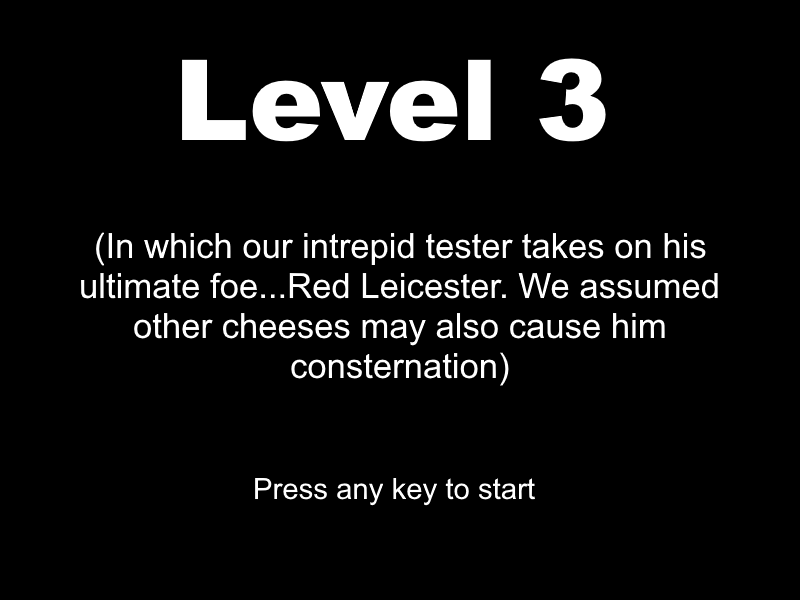 Level 3
(In which our intrepid tester takes on his
ultimate foe...Red Leicester. We assumed
other cheeses may also cause him
consternation)
Press any key to start